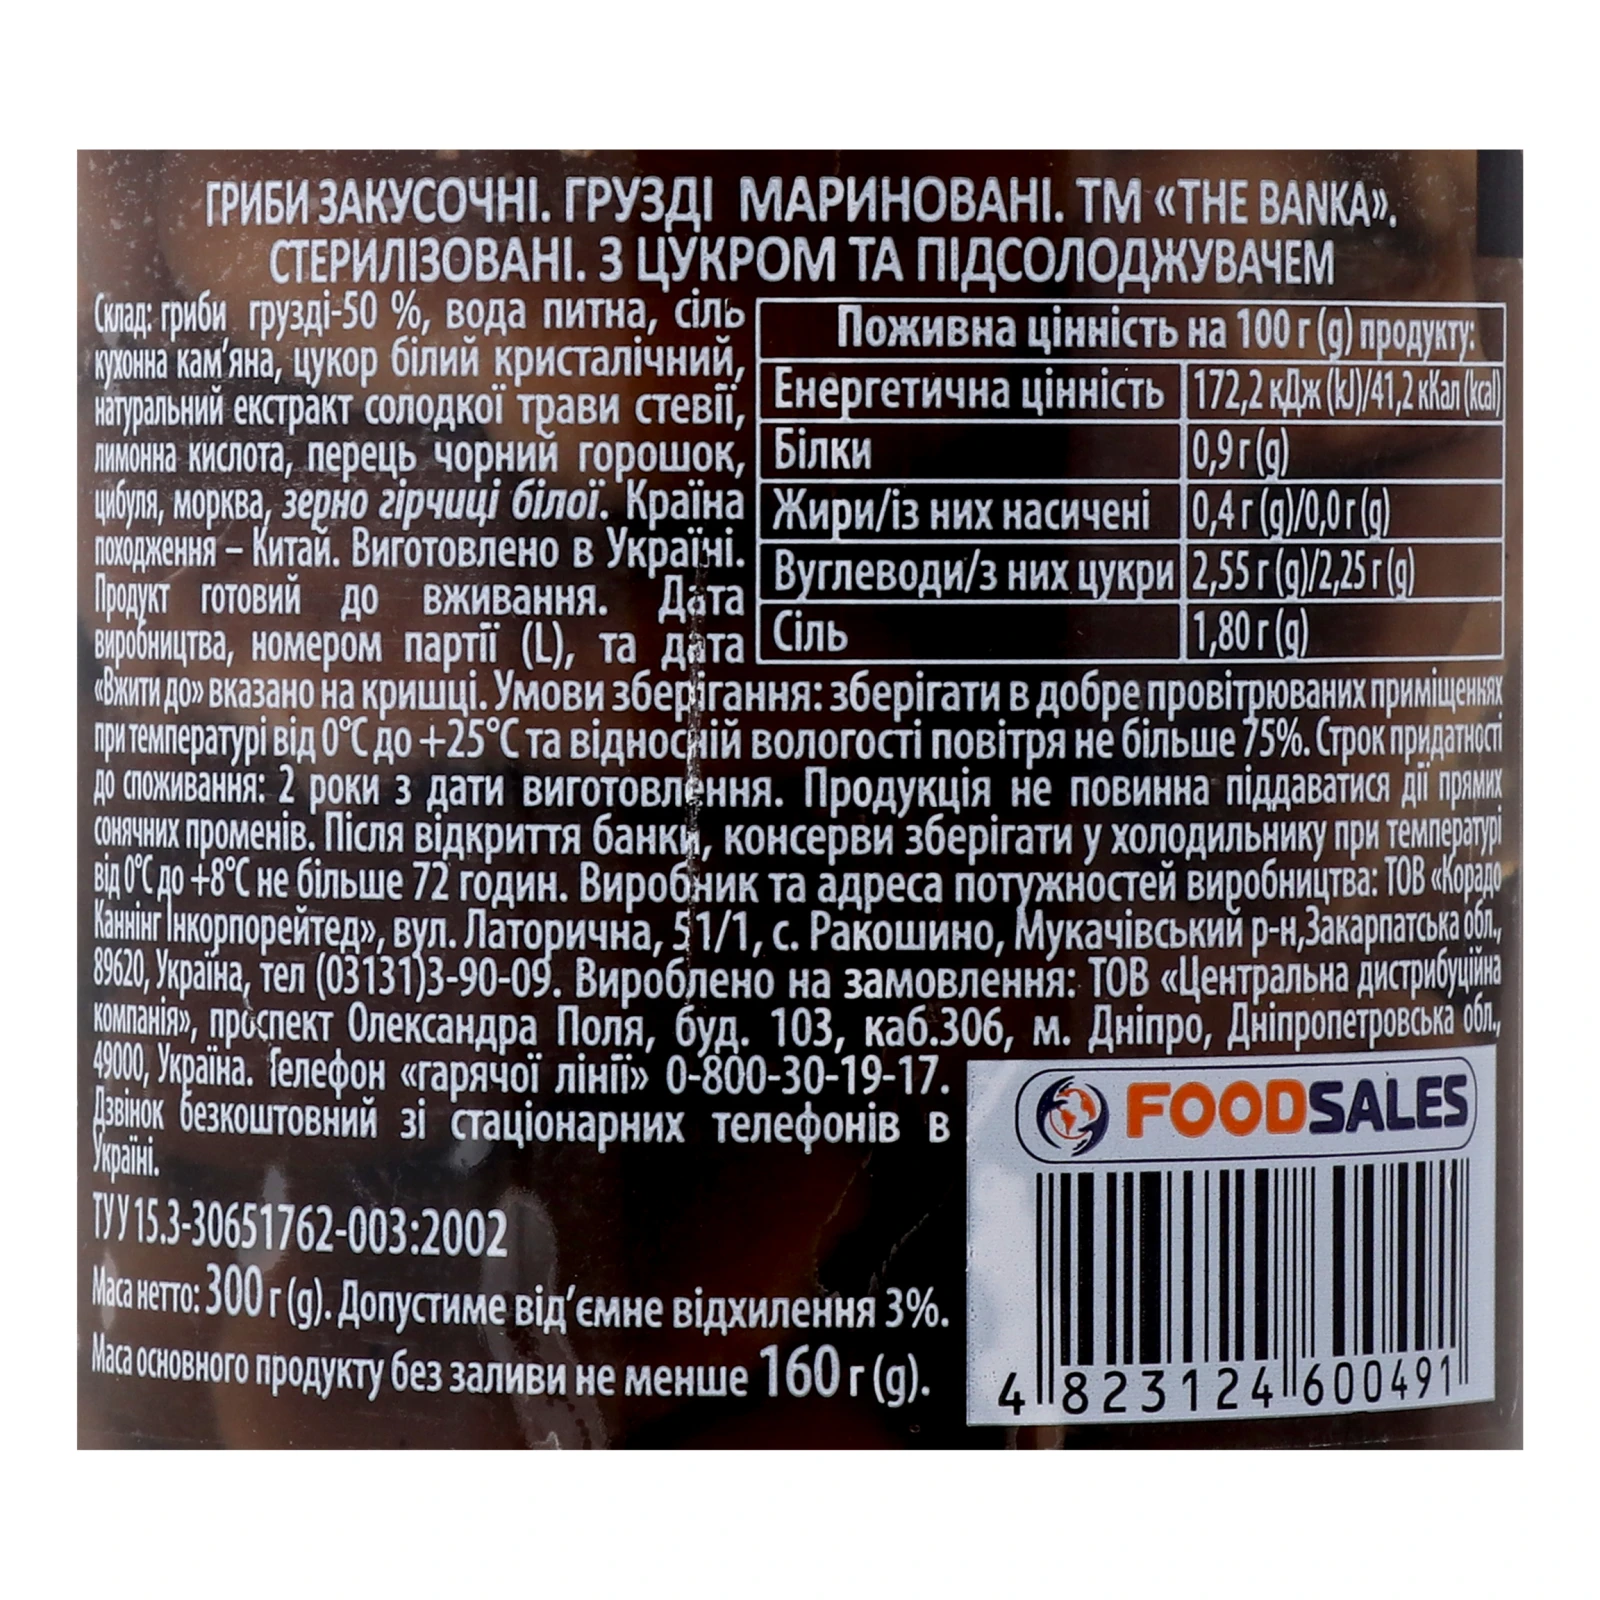 ГРИБИ ЗАКУСОЧНІ. ГРУЗДІ МАРИНОВАНІ. ТМ «THE BANKA».
СТЕРИЛІЗОВАНІ. З ЦУКРОМ ТА ПІДСОЛОДЖУВАЧЕМ
Склад: гриби грузді-50 %, вода питна, сіль
кухонна кам'яна, цукор білий кристалічний,
натуральний екстракт солодкої трави стевії,
лимонна кислота, перець чорний горошок,
цибуля, морква, зерно гірчиці білої. Країна
походження – Китай. Виготовлено в Україні.
Продукт готовий до вживання. Дата
виробництва, номером партії (L), та дата
«Вжити до» вказано на кришці. Умови зберігання: зберігати в добре провітрюваних приміщеннях
при температурі від 0°С до +25°С та відносній вологості повітря не більше 75%. Строк придатності
до споживання: 2 роки з дати виготовлення. Продукція не повинна піддаватися дії прямих
сонячних променів. Після відкриття банки, консерви зберігати у холодильнику при температурі
від 0°С до +8°С не більше 72 годин. Виробник та адреса потужностей виробництва: ТОВ «Корадо
Каннінг Інкорпорейтед», вул. Латорична, 51/1, с. Ракошино, Мукачівський р-н,Закарпатська обл.,
89620, Україна, тел (03131)3-90-09. Вироблено на замовлення: ТОВ «Центральна дистрибуційна
компанія», проспект Олександра Поля, буд. 103, каб.306, м. Дніпро, Дніпропетровська обл.,
49000, Україна. Телефон «гарячої лінії» 0-800-30-19-17.
Дзвінок безкоштовний зі стаціонарних телефонів в
Україні.
ТУ У 15.3-30651762-003:2002
Маса нетто: 300 г (g). Допустиме від'ємне відхилення 3%.
Маса основного продукту без заливи не менше 160 г (g).
Поживна цінність на 100 г (g) продукту:
Енергетична цінність 172,2 кДж (kJ)/41,2 кКал (kcal)
Білки 0,9 г (g)
Жири/із них насичені 0,4 г (g)/0,0 г (g)
Вуглеводи/з них цукри 2,55 г (g)/2,25 г (g)
Сіль 1,80 г (g)
FOODSALES
4 823124 600491